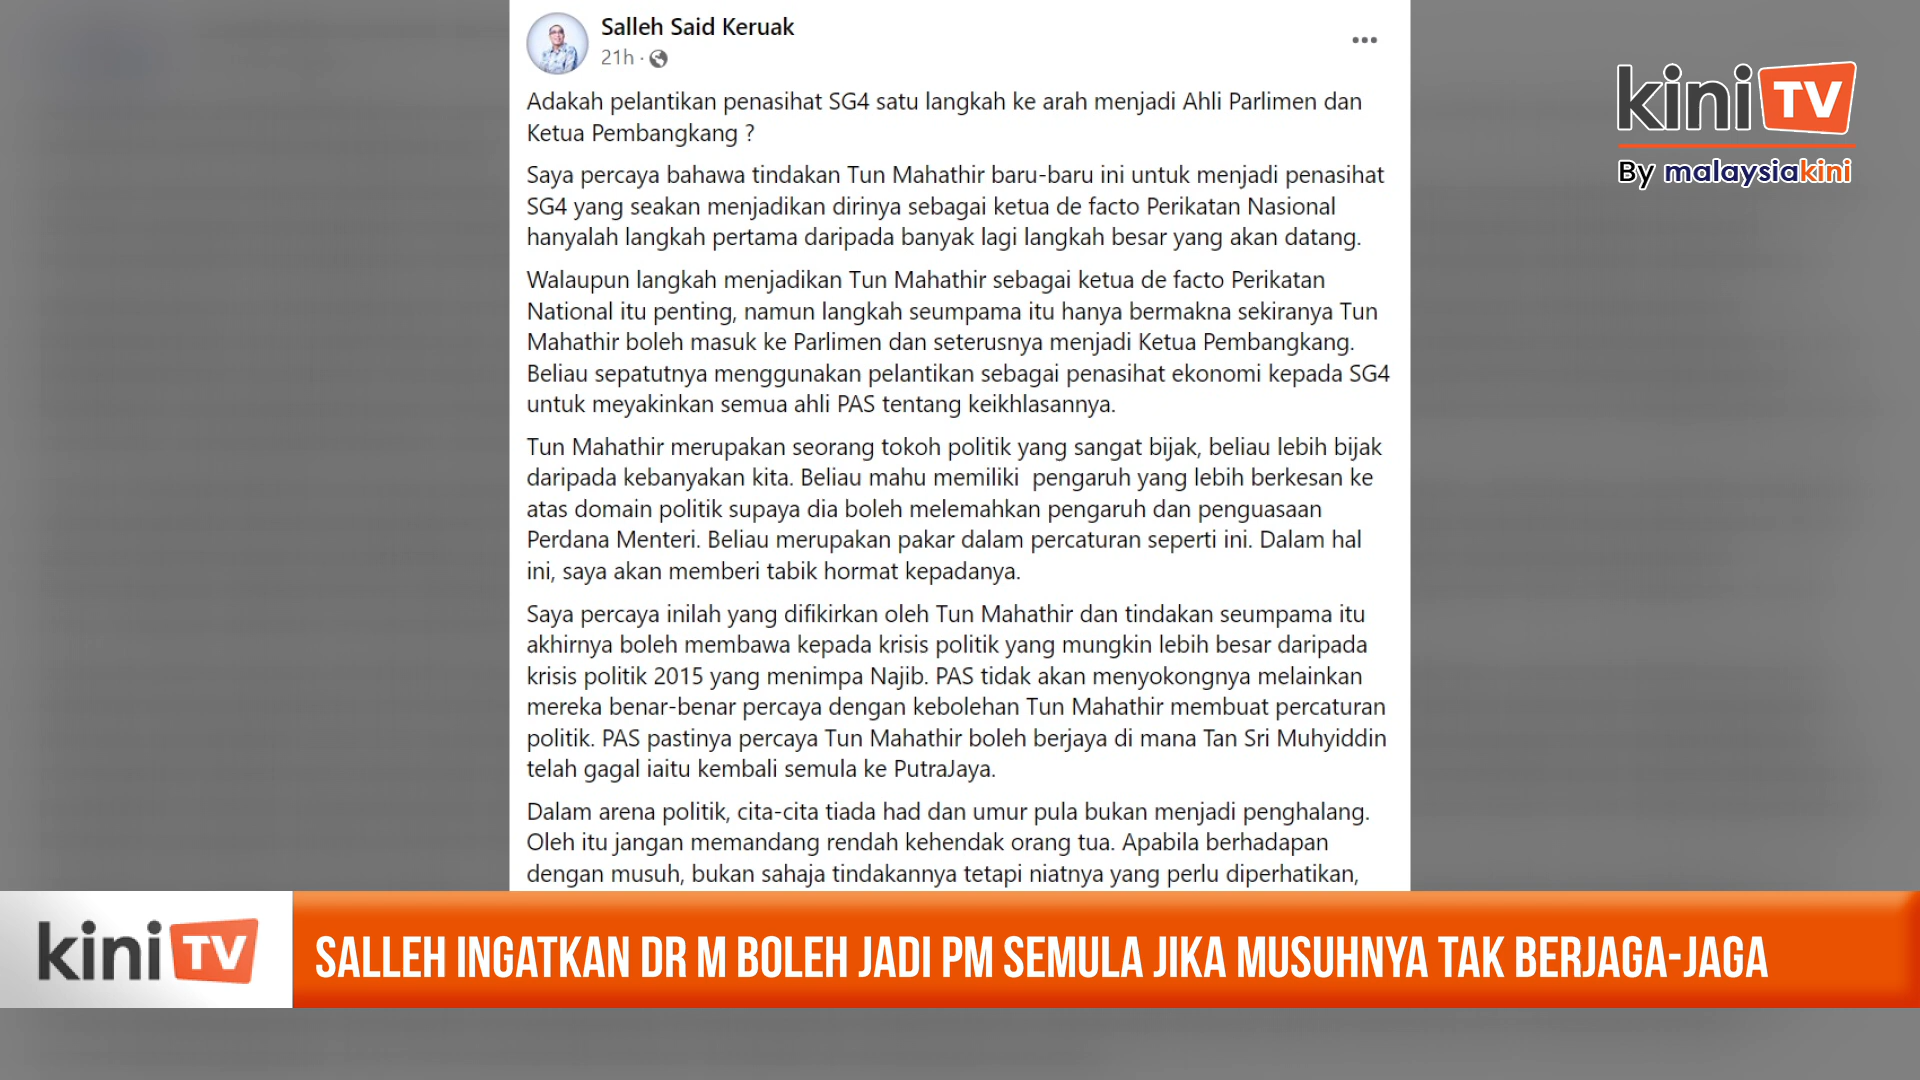 Salleh Said Keruak
21h ·
Adakah pelantikan penasihat SG4 satu langkah ke arah menjadi Ahli Parlimen dan
Ketua Pembangkang ?
Saya percaya bahawa tindakan Tun Mahathir baru-baru ini untuk menjadi penasihat
SG4 yang seakan menjadikan dirinya sebagai ketua de facto Perikatan Nasional
hanyalah langkah pertama daripada banyak lagi langkah besar yang akan datang.
Walaupun langkah menjadikan Tun Mahathir sebagai ketua de facto Perikatan
National itu penting, namun langkah seumpama itu hanya bermakna sekiranya Tun
Mahathir boleh masuk ke Parlimen dan seterusnya menjadi Ketua Pembangkang.
Beliau sepatutnya menggunakan pelantikan sebagai penasihat ekonomi kepada SG4
untuk meyakinkan semua ahli PAS tentang keikhlasannya.
Tun Mahathir merupakan seorang tokoh politik yang sangat bijak, beliau lebih bijak
daripada kebanyakan kita. Beliau mahu memiliki  pengaruh yang lebih berkesan ke
atas domain politik supaya dia boleh melemahkan pengaruh dan penguasaan
Perdana Menteri. Beliau merupakan pakar dalam percaturan seperti ini. Dalam hal
ini, saya akan memberi tabik hormat kepadanya.
Saya percaya inilah yang difikirkan oleh Tun Mahathir dan tindakan seumpama itu
akhirnya boleh membawa kepada krisis politik yang mungkin lebih besar daripada
krisis politik 2015 yang menimpa Najib. PAS tidak akan menyokongnya melainkan
mereka benar-benar percaya dengan kebolehan Tun Mahathir membuat percaturan
politik. PAS pastinya percaya Tun Mahathir boleh berjaya di mana Tan Sri Muhyiddin
telah gagal iaitu kembali semula ke PutraJaya.
Dalam arena politik, cita-cita tiada had dan umur pula bukan menjadi penghalang.
Oleh itu jangan memandang rendah kehendak orang tua. Apabila berhadapan
dengan musuh, bukan sahaja tindakannya tetapi niatnya yang perlu diperhatikan,
kini TV
By malaysiakini
kini TV
SALLEH INGATKAN DR M BOLEH JADI PM SEMULA JIKA MUSUHNYA TAK BERJAGA-JAGA